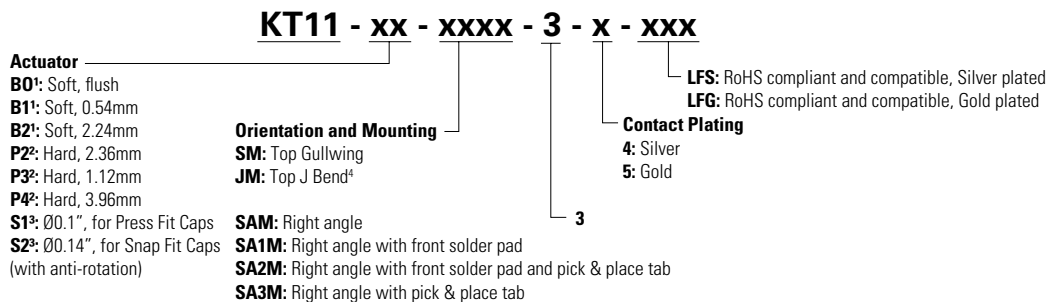 KT11 - xx - xxxx - 3 - x - xxx
Actuator
B0¹: Soft, flush
B1¹: Soft, 0.54mm
B2¹: Soft, 2.24mm
P2²: Hard, 2.36mm
P3²: Hard, 1.12mm
P4²: Hard, 3.96mm
S1³: Ø0.1”, for Press Fit Caps
S2³: Ø0.14”, for Snap Fit Caps
(with anti-rotation)
Orientation and Mounting
SM: Top Gullwing
JM: Top J Bend⁴
SAM: Right angle
SA1M: Right angle with front solder pad
SA2M: Right angle with front solder pad and pick & place tab
SA3M: Right angle with pick & place tab
3
Contact Plating
4: Silver
5: Gold
LFS: RoHS compliant and compatible, Silver plated
LFG: RoHS compliant and compatible, Gold plated